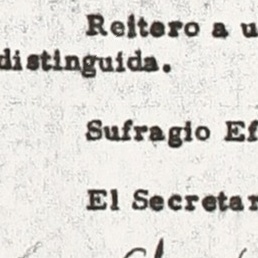 Reitero a u
distinguida.
Sufragio Ef
El Secretar